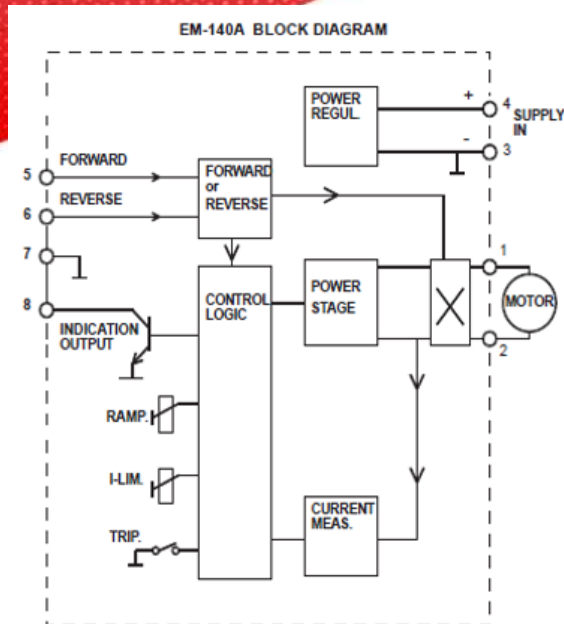 EM-140A BLOCK DIAGRAM
POWER
REGUL.
+
4
SUPPLY
IN
-
3
5
FORWARD
6
REVERSE
FORWARD
or
REVERSE
7
8
INDICATION
OUTPUT
CONTROL
LOGIC
POWER
STAGE
1
MOTOR
2
RAMP.
I-LIM.
TRIP.
CURRENT
MEAS.